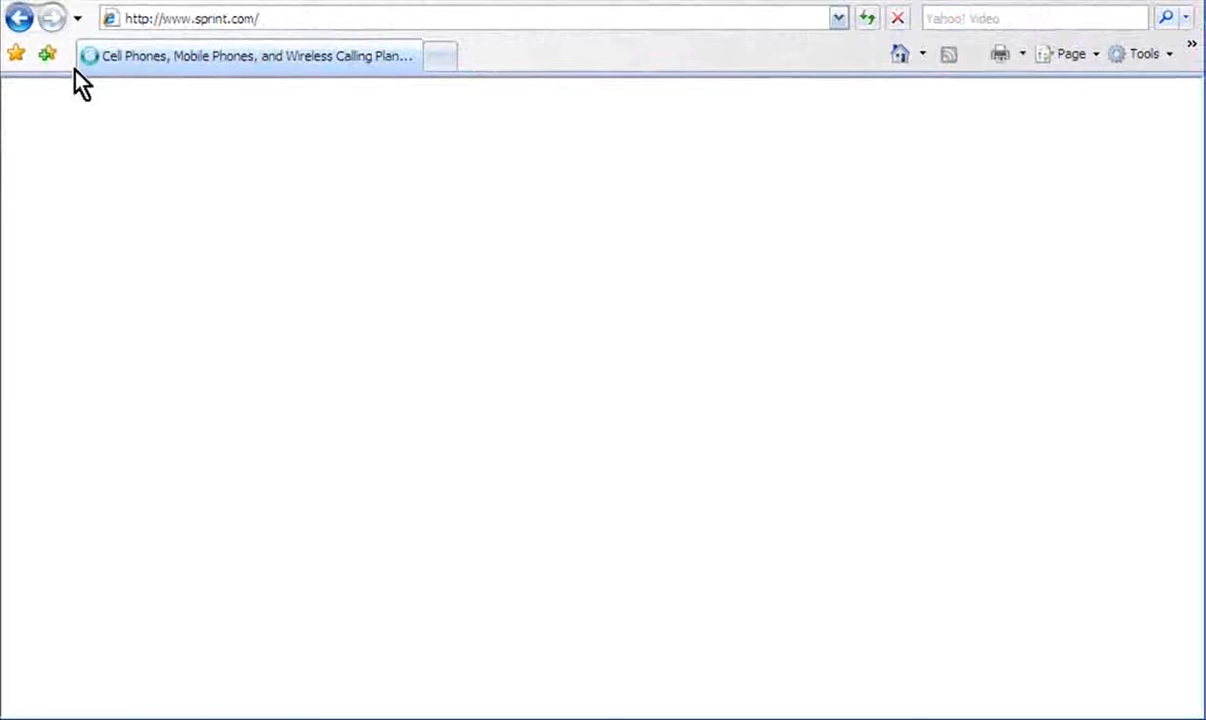 http://www.sprint.com/
Yahoo! Video
Cell Phones, Mobile Phones, and Wireless Calling Plan...
Page
Tools